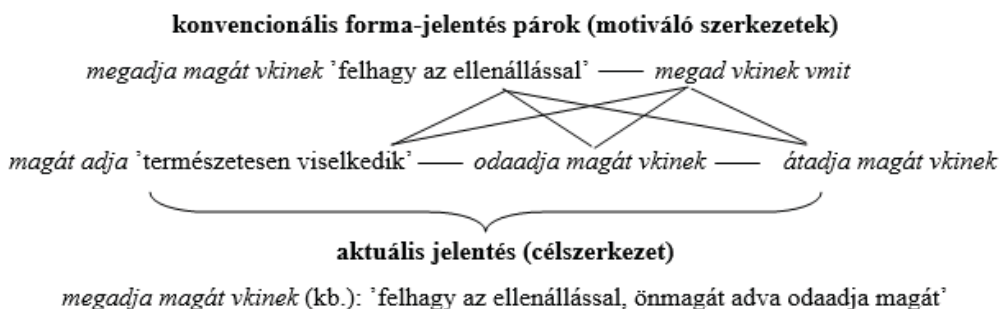 konvencionális forma-jelentés párok (motiváló szerkezetek)
megadja magát vkinek ’felhagy az ellenállással’ — megad vkinek vmit
magát adja ’természetesen viselkedik’ — odaadja magát vkinek — átadja magát vkinek
aktuális jelentés (célszerkezet)
megadja magát vkinek (kb.): ’felhagy az ellenállással, önmagát adva odaadja magát’